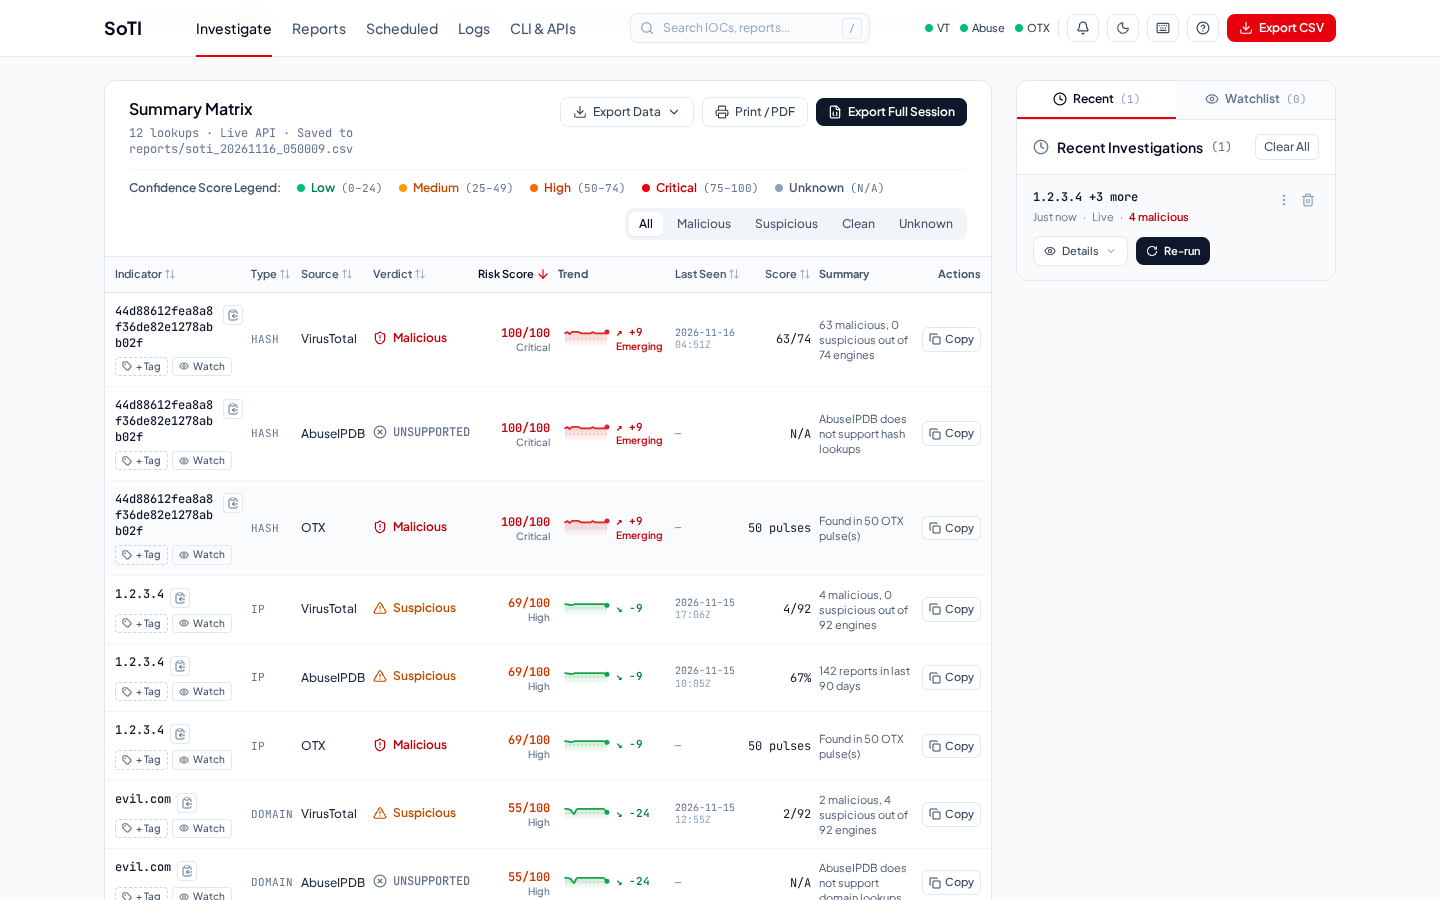 SoTI
Investigate Reports Scheduled Logs CLI & APIs
Search IOCs, reports... /
VT Abuse OTX
Export CSV
Summary Matrix
12 lookups · Live API · Saved to
reports/soti_20261116_050009.csv
Export Data
Print / PDF
Export Full Session
Confidence Score Legend: Low (0–24) Medium (25–49) High (50–74) Critical (75–100) Unknown (N/A)
All Malicious Suspicious Clean Unknown
Indicator Type Source Verdict Risk Score Trend Last Seen Score Summary Actions
44d88612fea8a8
f36de82e1278ab
b02f
+ Tag Watch
HASH VirusTotal Malicious
100/100
Critical
↗ +9
Emerging
2026-11-16
04:51Z
63/74
63 malicious, 0
suspicious out of
74 engines
Copy
44d88612fea8a8
f36de82e1278ab
b02f
+ Tag Watch
HASH AbuseIPDB UNSUPPORTED
100/100
Critical
↗ +9
Emerging
—
N/A
AbuseIPDB does
not support hash
lookups
Copy
44d88612fea8a8
f36de82e1278ab
b02f
+ Tag Watch
HASH OTX Malicious
100/100
Critical
↗ +9
Emerging
—
50 pulses
Found in 50 OTX
pulse(s)
Copy
1.2.3.4
+ Tag Watch
IP VirusTotal Suspicious
69/100
High
↘ -9
2026-11-15
17:06Z
4/92
4 malicious, 0
suspicious out of
92 engines
Copy
1.2.3.4
+ Tag Watch
IP AbuseIPDB Suspicious
69/100
High
↘ -9
2026-11-15
10:05Z
67%
142 reports in last
90 days
Copy
1.2.3.4
+ Tag Watch
IP OTX Malicious
69/100
High
↘ -9
—
50 pulses
Found in 50 OTX
pulse(s)
Copy
evil.com
+ Tag Watch
DOMAIN VirusTotal Suspicious
55/100
High
↘ -24
2026-11-15
12:55Z
2/92
2 malicious, 4
suspicious out of
92 engines
Copy
evil.com
+ Tag Watch
DOMAIN AbuseIPDB UNSUPPORTED
55/100
High
↘ -24
—
N/A
AbuseIPDB does
not support
domain lookups
Copy
Recent (1) Watchlist (0)
Recent Investigations (1) Clear All
1.2.3.4 +3 more
Just now · Live · 4 malicious
Details Re-run